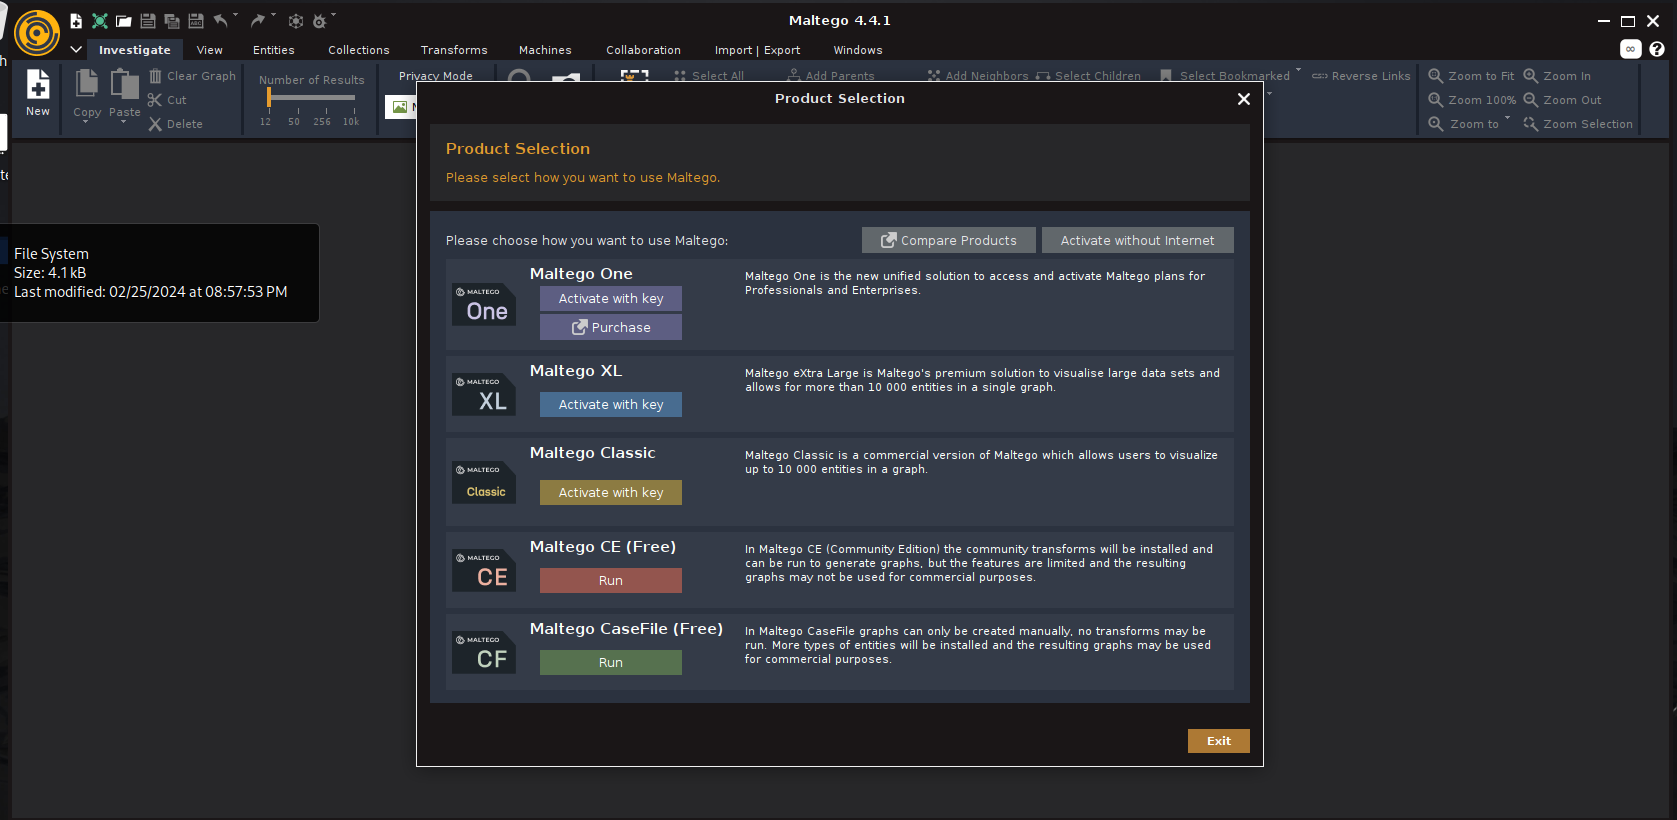 Maltego 4.4.1
Investigate View Entities Collections Transforms Machines Collaboration Import | Export Windows
New
Copy
Paste
Clear Graph
Cut
Delete
Number of Results
12 50 256 10k
Privacy Mode
Select All
Add Parents
Add Neighbors
Select Children
Select Bookmarked
Reverse Links
Zoom to Fit
Zoom In
Zoom 100%
Zoom Out
Zoom to
Zoom Selection
File System
Size: 4.1 kB
Last modified: 02/25/2024 at 08:57:53 PM
Product Selection
Product Selection
Please select how you want to use Maltego.
Please choose how you want to use Maltego:
Compare Products
Activate without Internet
MALTEGO
One
Maltego One
Activate with key
Purchase
Maltego One is the new unified solution to access and activate Maltego plans for
Professionals and Enterprises.
MALTEGO
XL
Maltego XL
Activate with key
Maltego eXtra Large is Maltego's premium solution to visualise large data sets and
allows for more than 10 000 entities in a single graph.
MALTEGO
Classic
Maltego Classic
Activate with key
Maltego Classic is a commercial version of Maltego which allows users to visualize
up to 10 000 entities in a graph.
MALTEGO
CE
Maltego CE (Free)
Run
In Maltego CE (Community Edition) the community transforms will be installed and
can be run to generate graphs, but the features are limited and the resulting
graphs may not be used for commercial purposes.
MALTEGO
CF
Maltego CaseFile (Free)
Run
In Maltego CaseFile graphs can only be created manually, no transforms may be
run. More types of entities will be installed and the resulting graphs may be used
for commercial purposes.
Exit